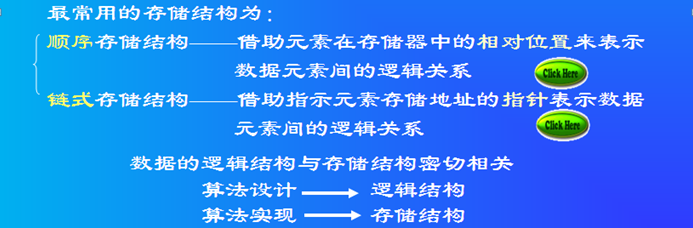 最常用的存储结构为：
顺序存储结构——借助元素在存储器中的相对位置来表示
数据元素间的逻辑关系
Click Here
链式存储结构——借助指示元素存储地址的指针表示数据
元素间的逻辑关系
Click Here
数据的逻辑结构与存储结构密切相关
算法设计 → 逻辑结构
算法实现 → 存储结构